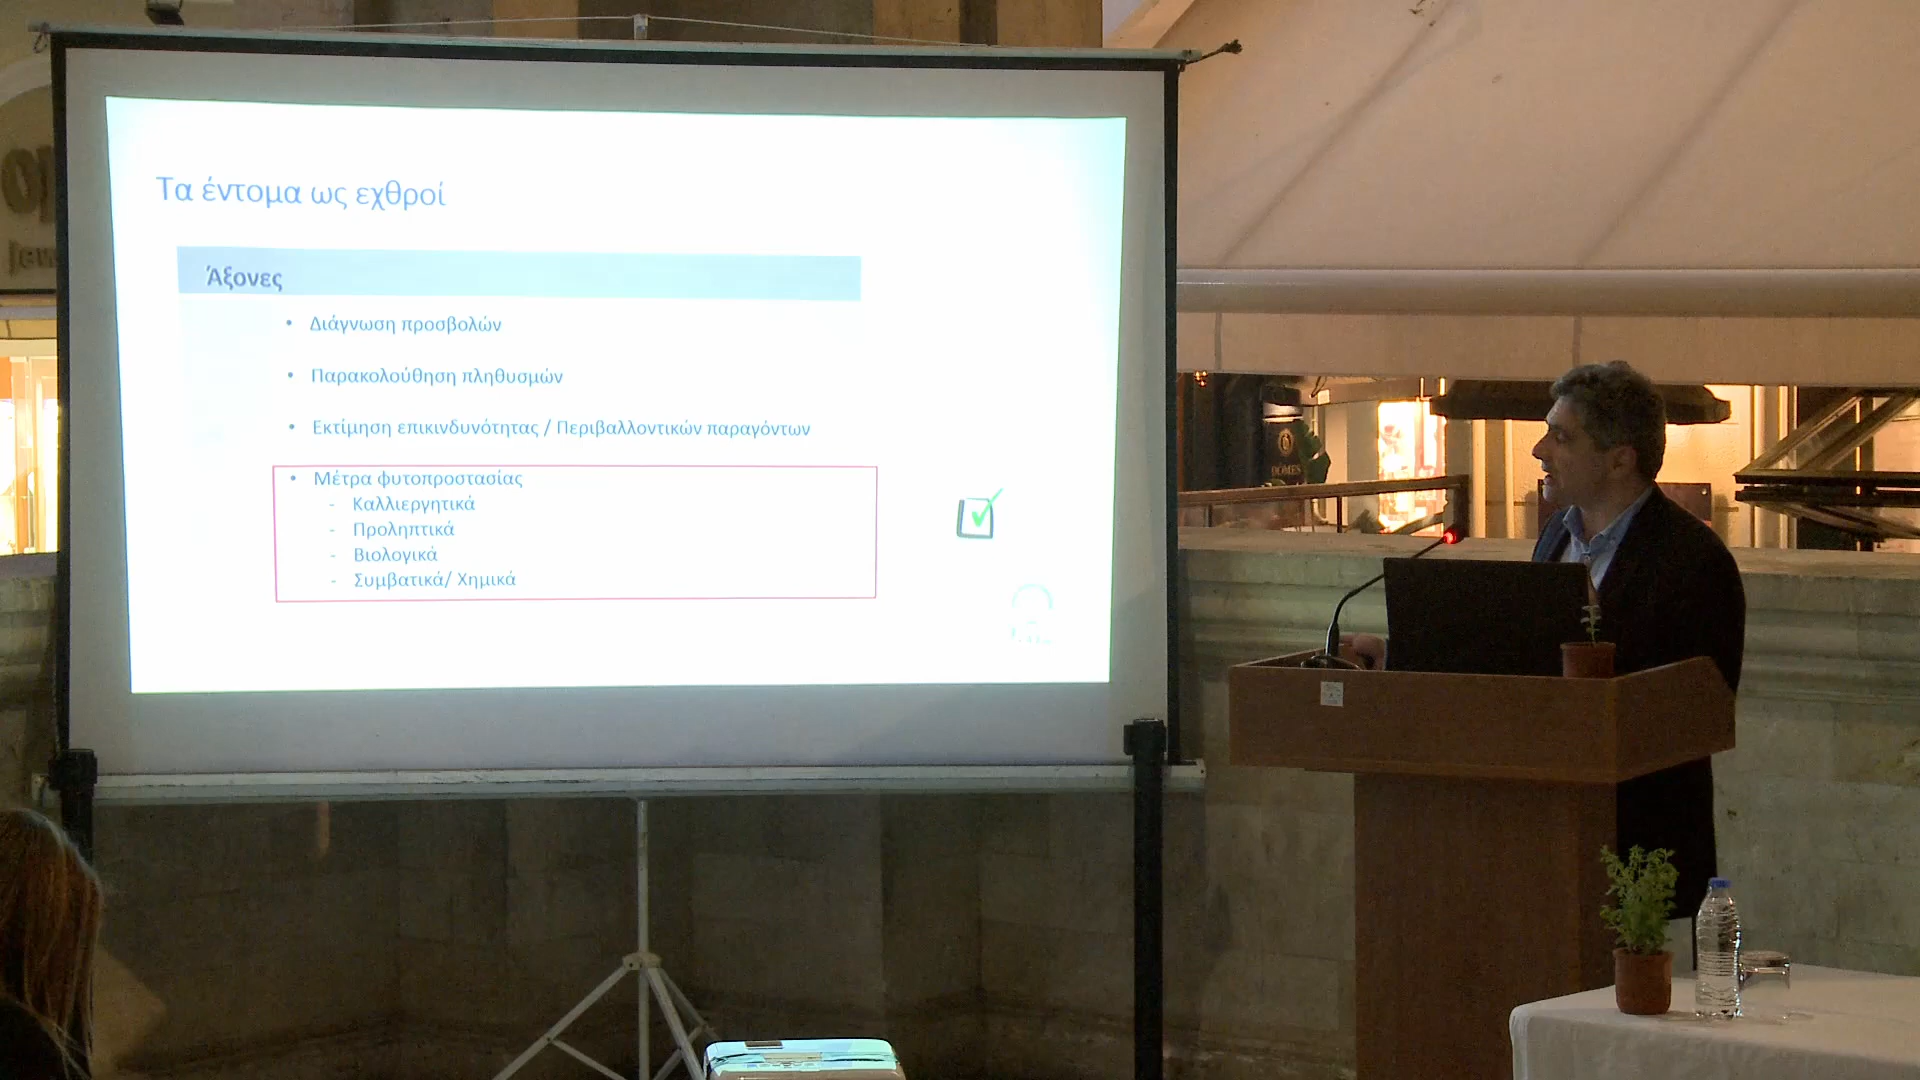 Τα έντομα ως εχθροί
Άξονες
• Διάγνωση προσβολών
• Παρακολούθηση πληθυσμών
• Εκτίμηση επικινδυνότητας / Περιβαλλοντικών παραγόντων
• Μέτρα φυτοπροστασίας
- Καλλιεργητικά
- Προληπτικά
- Βιολογικά
- Συμβατικά/ Χημικά
DOMES